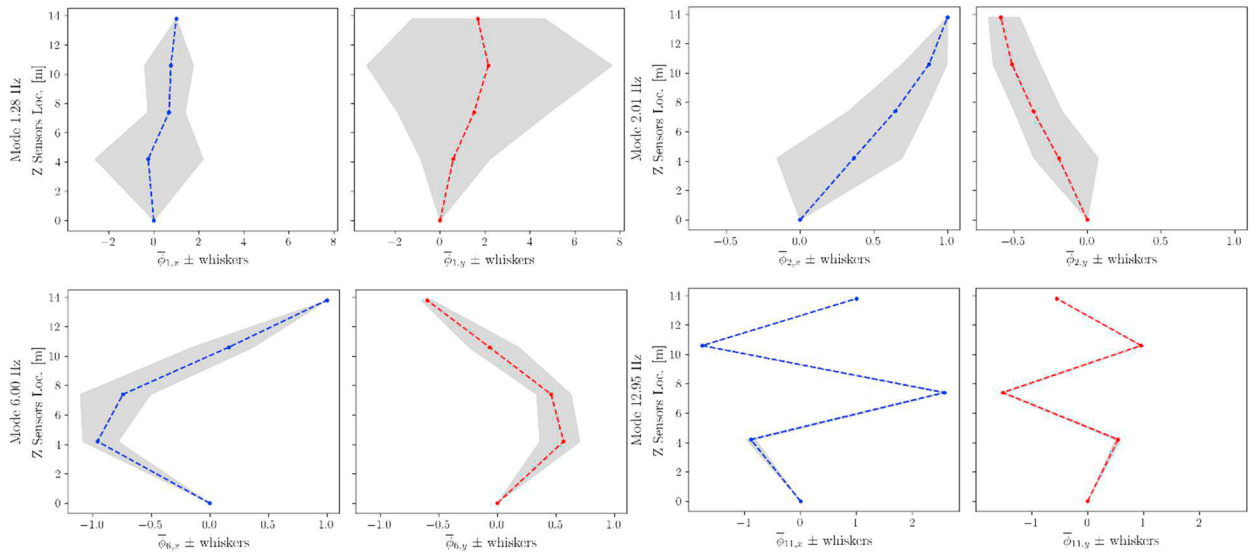 Mode 1.28 Hz
Z Sensors Loc. [m]
14
12
10
8
6
4
2
0
−2 0 2 4 6 8
ϕ̅1,x ± whiskers
−2 0 2 4 6 8
ϕ̅1,y ± whiskers
Mode 2.01 Hz
Z Sensors Loc. [m]
14
12
10
8
6
4
2
0
−0.5 0.0 0.5 1.0
ϕ̅2,x ± whiskers
−0.5 0.0 0.5 1.0
ϕ̅2,y ± whiskers
Mode 6.00 Hz
Z Sensors Loc. [m]
14
12
10
8
6
4
2
0
−1.0 −0.5 0.0 0.5 1.0
ϕ̅6,x ± whiskers
−1.0 −0.5 0.0 0.5 1.0
ϕ̅6,y ± whiskers
Mode 12.95 Hz
Z Sensors Loc. [m]
14
12
10
8
6
4
2
0
−1 0 1 2
ϕ̅11,x ± whiskers
−1 0 1 2
ϕ̅11,y ± whiskers